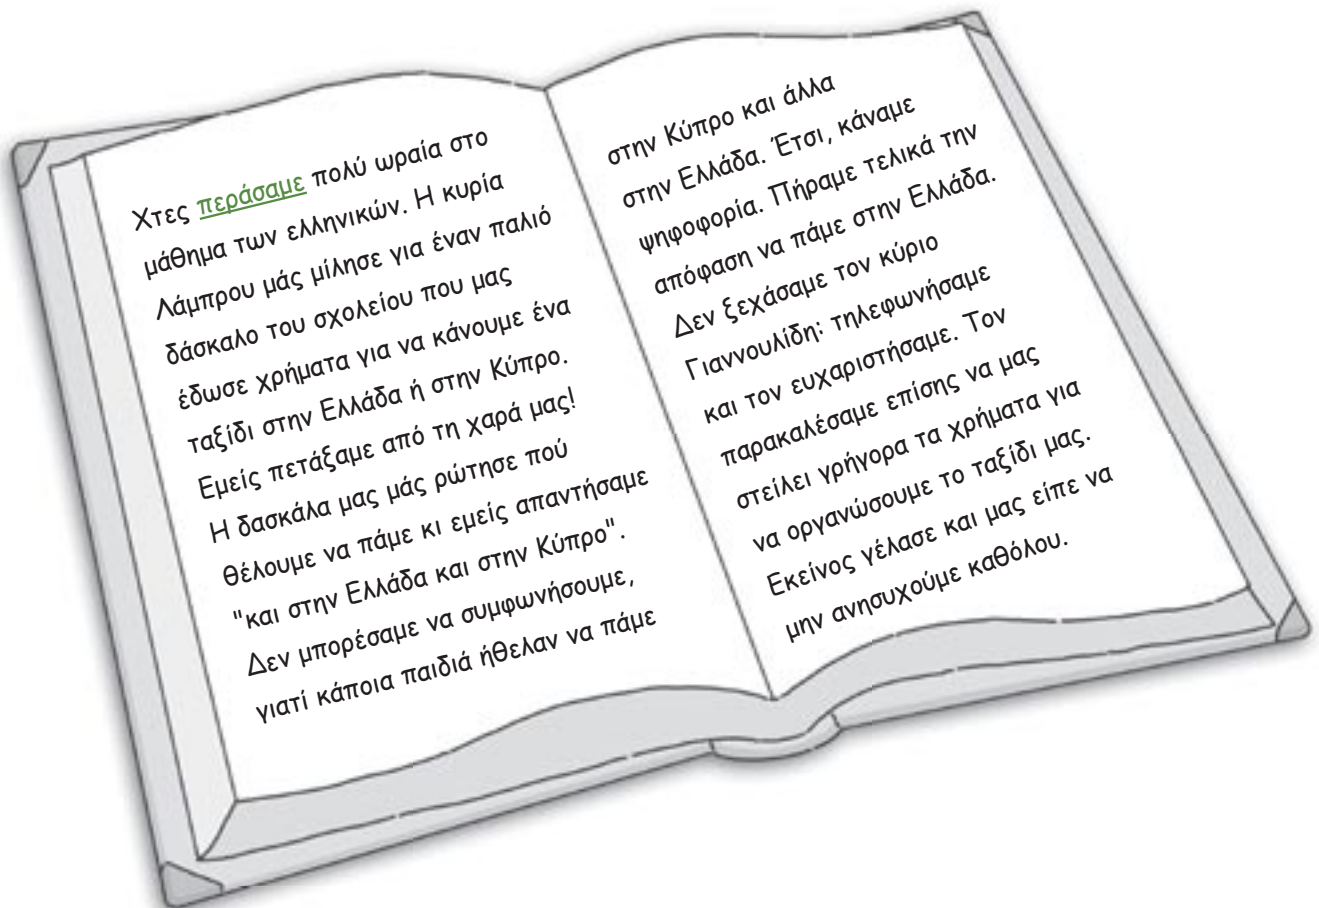 Χτες περάσαμε πολύ ωραία στο
μάθημα των ελληνικών. Η κυρία
Λάμπρου μάς μίλησε για έναν παλιό
δάσκαλο του σχολείου που μας
έδωσε χρήματα για να κάνουμε ένα
ταξίδι στην Ελλάδα ή στην Κύπρο.
Εμείς πετάξαμε από τη χαρά μας!
Η δασκάλα μας μάς ρώτησε πού
θέλουμε να πάμε κι εμείς απαντήσαμε
"και στην Ελλάδα και στην Κύπρο".
Δεν μπορέσαμε να συμφωνήσουμε,
γιατί κάποια παιδιά ήθελαν να πάμε
στην Κύπρο και άλλα
στην Ελλάδα. Έτσι, κάναμε
ψηφοφορία. Πήραμε τελικά την
απόφαση να πάμε στην Ελλάδα.
Δεν ξεχάσαμε τον κύριο
Γιαννουλίδη: τηλεφωνήσαμε
και τον ευχαριστήσαμε. Τον
παρακαλέσαμε επίσης να μας
στείλει γρήγορα τα χρήματα για
να οργανώσουμε το ταξίδι μας.
Εκείνος γέλασε και μας είπε να
μην ανησυχούμε καθόλου.